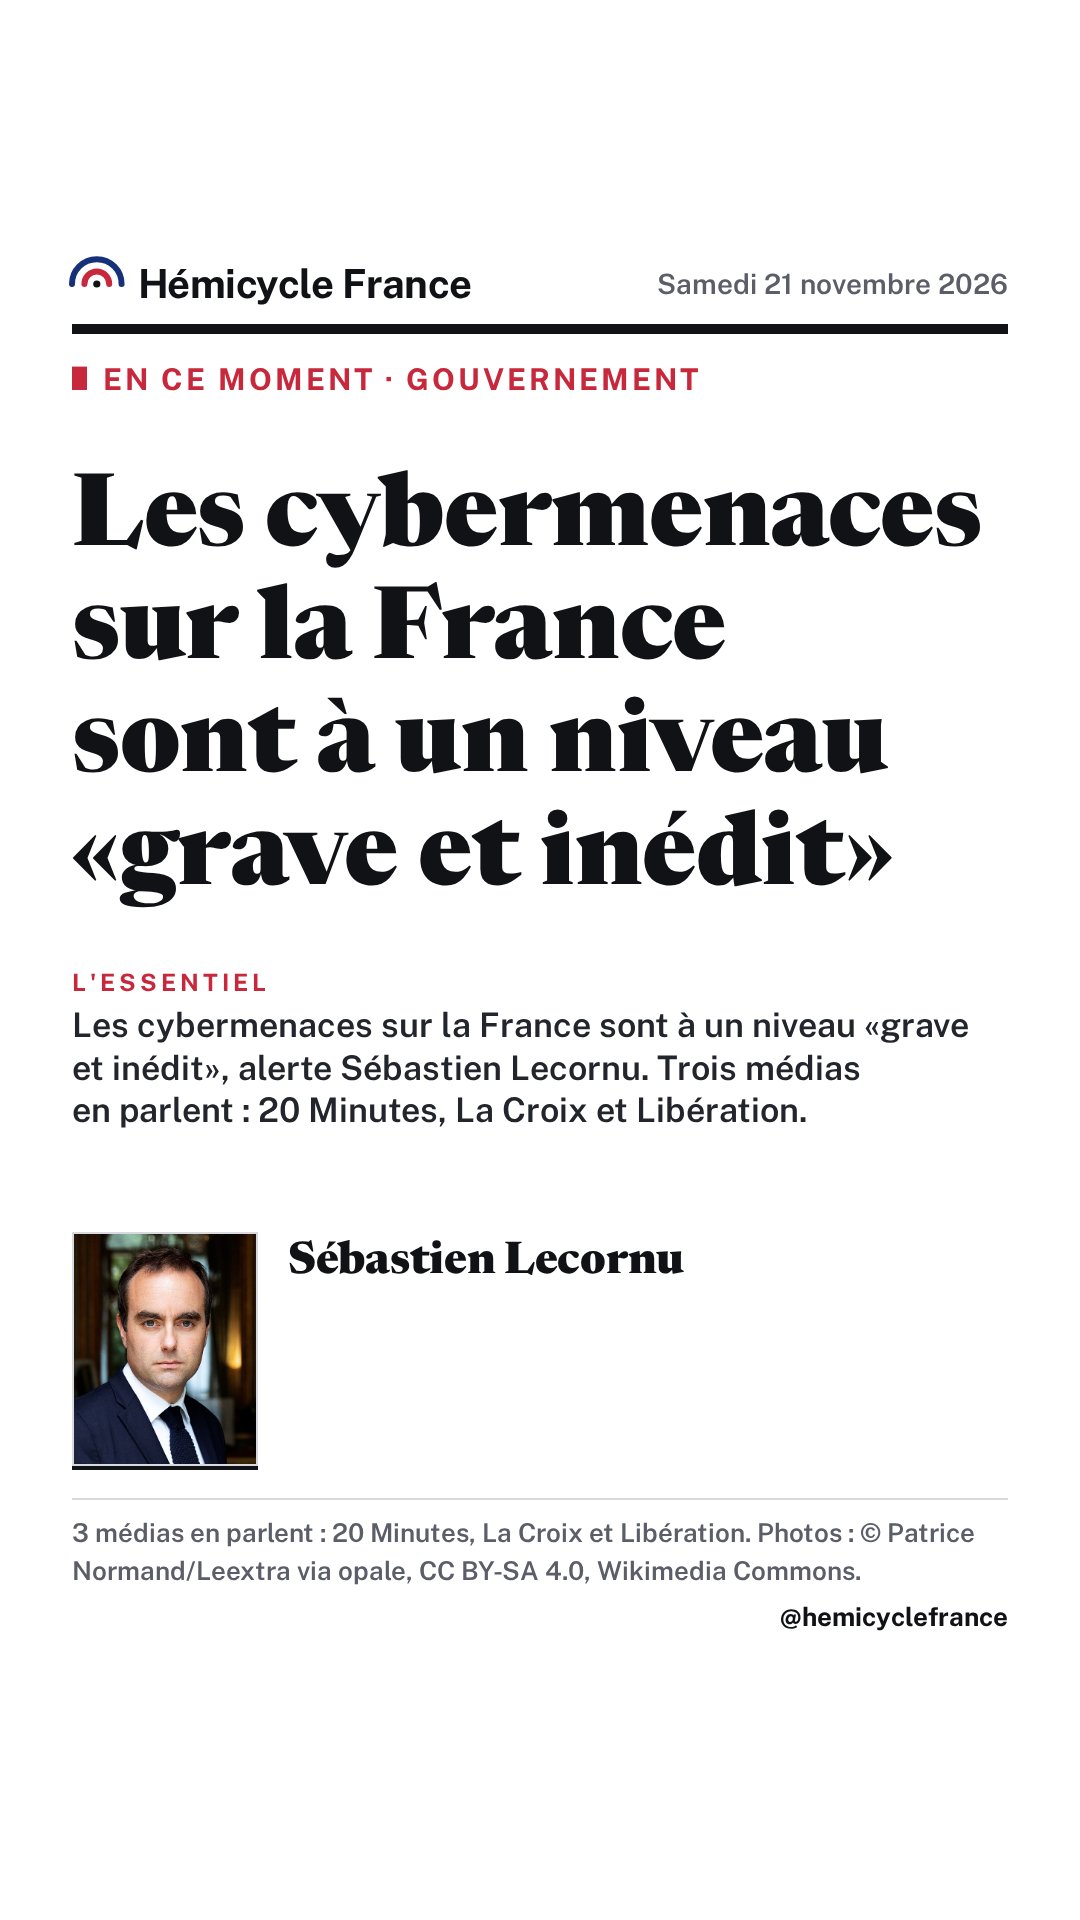 Hémicycle France
Samedi 21 novembre 2026
EN CE MOMENT · GOUVERNEMENT
Les cybermenaces
sur la France
sont à un niveau
«grave et inédit»
L'ESSENTIEL
Les cybermenaces sur la France sont à un niveau «grave
et inédit», alerte Sébastien Lecornu. Trois médias
en parlent : 20 Minutes, La Croix et Libération.
Sébastien Lecornu
3 médias en parlent : 20 Minutes, La Croix et Libération. Photos : © Patrice
Normand/Leextra via opale, CC BY-SA 4.0, Wikimedia Commons.
@hemicyclefrance